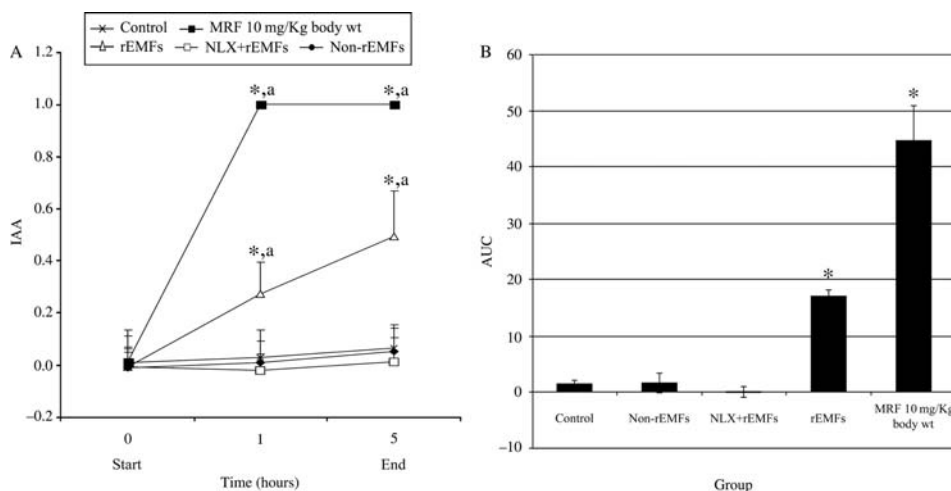 A
Control
MRF 10 mg/Kg body wt
rEMFs
NLX+rEMFs
Non-rEMFs
1.2
1.0
0.8
0.6
0.4
0.2
0.0
–0.2
IAA
*,a
*,a
*,a
*,a
0
1
5
Start
End
Time (hours)
B
60
50
40
30
20
10
0
–10
AUC
*
*
Control
Non-rEMFs
NLX+rEMFs
rEMFs
MRF 10 mg/Kg
body wt
Group